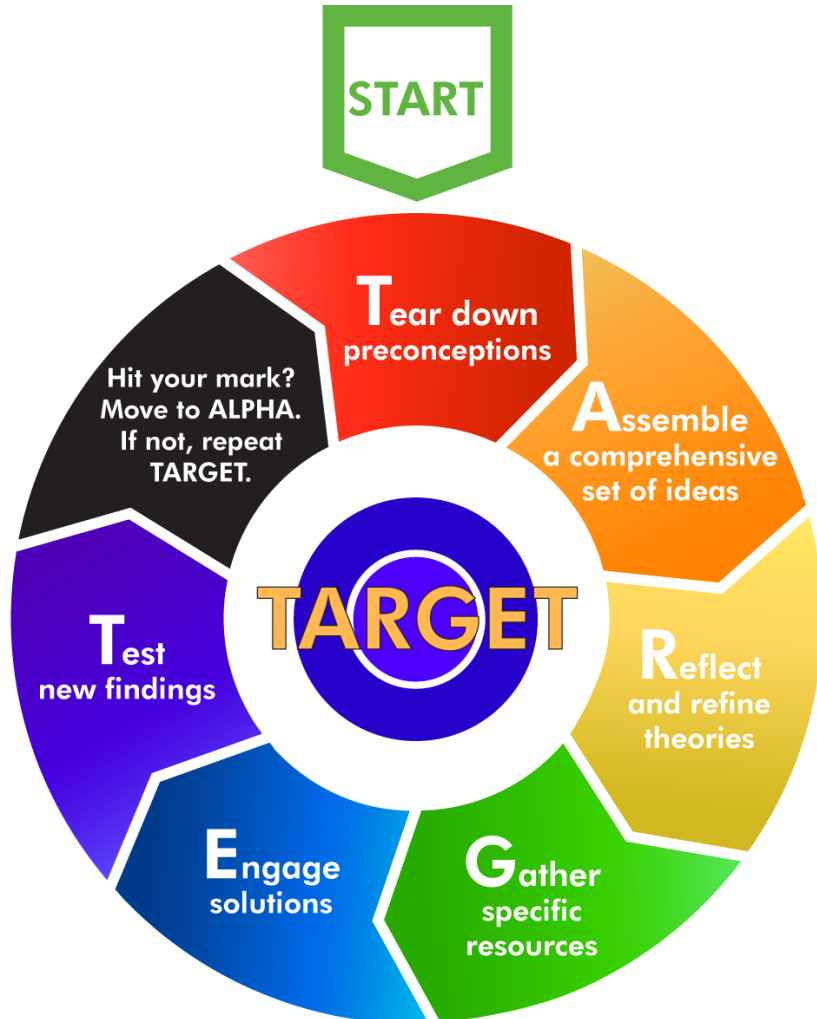 START
Tear down
preconceptions
Assemble
a comprehensive
set of ideas
Reflect
and refine
theories
Gather
specific
resources
Engage
solutions
Test
new findings
Hit your mark?
Move to ALPHA.
If not, repeat
TARGET.
TARGET